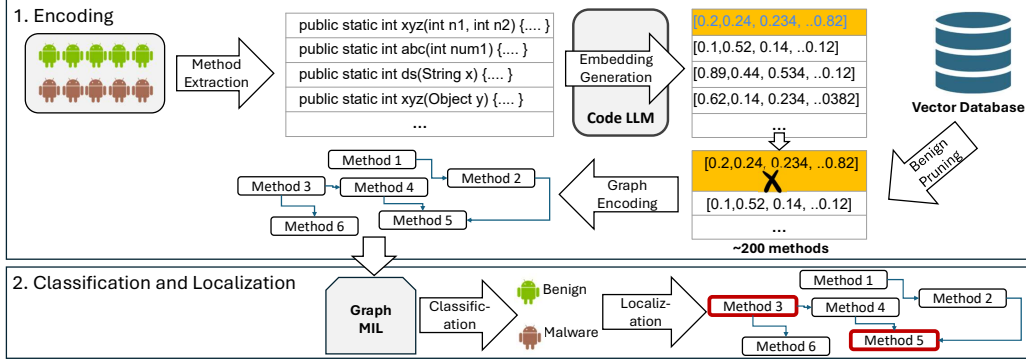 1. Encoding
Method
Extraction
public static int xyz(int n1, int n2) {.... }
public static int abc(int num1) {.... }
public static int ds(String x) {.... }
public static int xyz(Object y) {.... }
...
Embedding
Generation
Code LLM
[0.2,0.24, 0.234, ..0.82]
[0.1,0.52, 0.14, ..0.12]
[0.89,0.44, 0.534, ..0.12]
[0.62,0.14, 0.234, ..0382]
...
Vector Database
Benign
Pruning
[0.2,0.24, 0.234, ..0.82]
X
[0.1,0.52, 0.14, ..0.12]
...
~200 methods
Graph
Encoding
Method 1
Method 2
Method 3
Method 4
Method 5
Method 6
2. Classification and Localization
Graph
MIL
Classific-
ation
Benign
Malware
Localiz-
ation
Method 1
Method 2
Method 3
Method 4
Method 5
Method 6